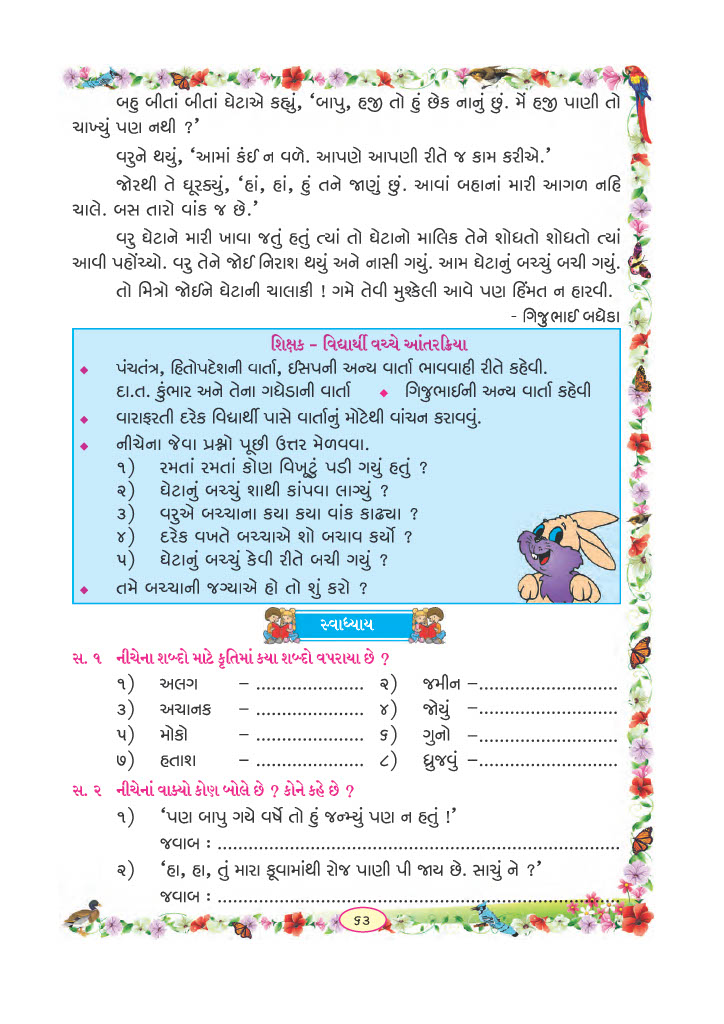 બહુ બીતાં બીતાં ઘેટાએ કહ્યું, ‘બાપુ, હજી તો હું છેક નાનું છું. મેં હજી પાણી તો
ચાખ્યું પણ નથી ?’
વરુને થયું, ‘આમાં કંઈ ન વળે. આપણે આપણી રીતે જ કામ કરીએ.’
જોરથી તે ઘૂરક્યું, ‘હાં, હાં, હું તને જાણું છું. આવાં બહાનાં મારી આગળ નહિ
ચાલે. બસ તારો વાંક જ છે.’
વરુ ઘેટાને મારી ખાવા જતું હતું ત્યાં તો ઘેટાનો માલિક તેને શોધતો શોધતો ત્યાં
આવી પહોંચ્યો. વરુ તેને જોઈ નિરાશ થયું અને નાસી ગયું. આમ ઘેટાનું બચ્ચું બચી ગયું.
તો મિત્રો જોઈને ઘેટાની ચાલાકી ! ગમે તેવી મુશ્કેલી આવે પણ હિંમત ન હારવી.
- ગિજુભાઈ બધેકા
શિક્ષક – વિદ્યાર્થી વચ્ચે આંતરક્રિયા
◆ પંચતંત્ર, હિતોપદેશની વાર્તા, ઈસપની અન્ય વાર્તા ભાવવાહી રીતે કહેવી.
દા.ત. કુંભાર અને તેના ગધેડાની વાર્તા ◆ ગિજુભાઈની અન્ય વાર્તા કહેવી
◆ વારાફરતી દરેક વિદ્યાર્થી પાસે વાર્તાનું મોટેથી વાંચન કરાવવું.
◆ નીચેના જેવા પ્રશ્નો પૂછી ઉત્તર મેળવવા.
૧) રમતાં રમતાં કોણ વિખૂટું પડી ગયું હતું ?
૨) ઘેટાનું બચ્ચું શાથી કાંપવા લાગ્યું ?
૩) વરુએ બચ્ચાના કયા કયા વાંક કાઢ્યા ?
૪) દરેક વખતે બચ્ચાએ શો બચાવ કર્યો ?
૫) ઘેટાનું બચ્ચું કેવી રીતે બચી ગયું ?
◆ તમે બચ્ચાની જગ્યાએ હો તો શું કરો ?
સ્વાધ્યાય
સ. ૧ નીચેના શબ્દો માટે કૃતિમાં કયા શબ્દો વપરાયા છે ?
૧) અલગ – ..................... ૨) જમીન –...........................
૩) અચાનક – ..................... ૪) જોયું –...........................
૫) મોકો – ..................... ૬) ગુનો –...........................
૭) હતાશ – ..................... ૮) ધ્રુજવું –...........................
સ. ૨ નીચેનાં વાક્યો કોણ બોલે છે ? કોને કહે છે ?
૧) ‘પણ બાપુ ગયે વર્ષે તો હું જન્મ્યું પણ ન હતું !’
જવાબ : ..............................................................................
૨) ‘હા, હા, તું મારા કૂવામાંથી રોજ પાણી પી જાય છે. સાચું ને ?’
જવાબ : ..............................................................................
૬૩